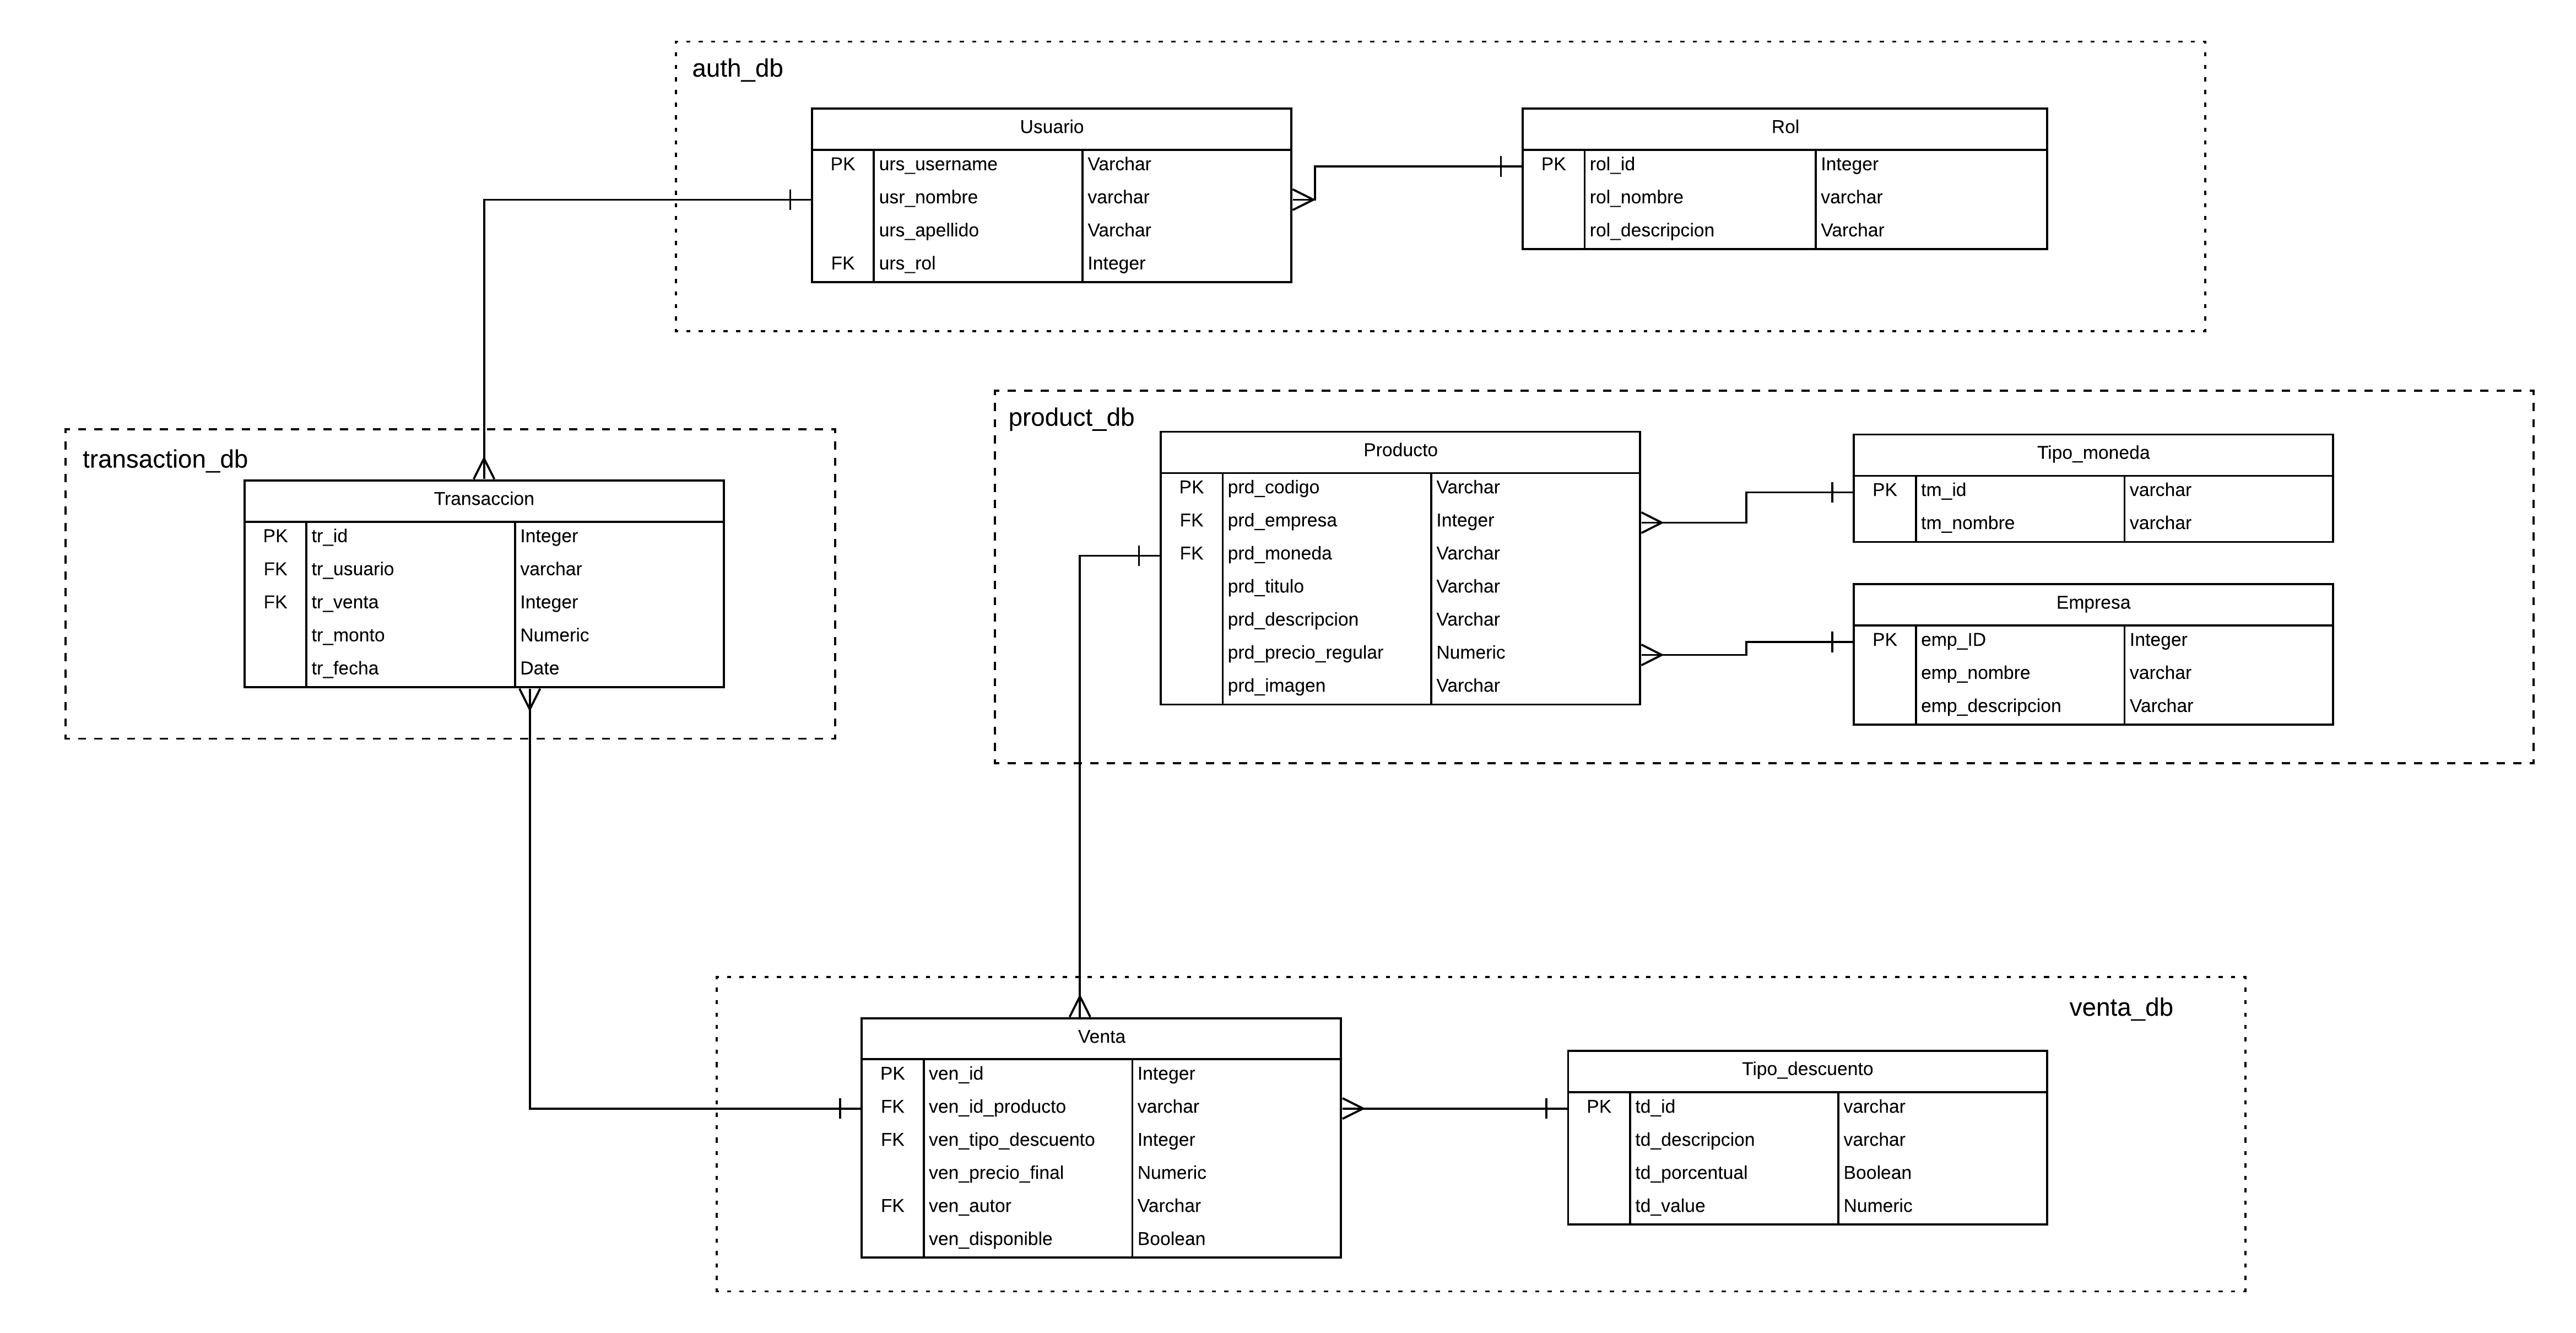 auth_db
Usuario
PK urs_username Varchar
usr_nombre varchar
urs_apellido Varchar
FK urs_rol Integer
Rol
PK rol_id Integer
rol_nombre varchar
rol_descripcion Varchar
transaction_db
Transaccion
PK tr_id Integer
FK tr_usuario varchar
FK tr_venta Integer
tr_monto Numeric
tr_fecha Date
product_db
Producto
PK prd_codigo Varchar
FK prd_empresa Integer
FK prd_moneda Varchar
prd_titulo Varchar
prd_descripcion Varchar
prd_precio_regular Numeric
prd_imagen Varchar
Tipo_moneda
PK tm_id varchar
tm_nombre varchar
Empresa
PK emp_ID Integer
emp_nombre varchar
emp_descripcion Varchar
venta_db
Venta
PK ven_id Integer
FK ven_id_producto varchar
FK ven_tipo_descuento Integer
ven_precio_final Numeric
FK ven_autor Varchar
ven_disponible Boolean
Tipo_descuento
PK td_id varchar
td_descripcion varchar
td_porcentual Boolean
td_value Numeric